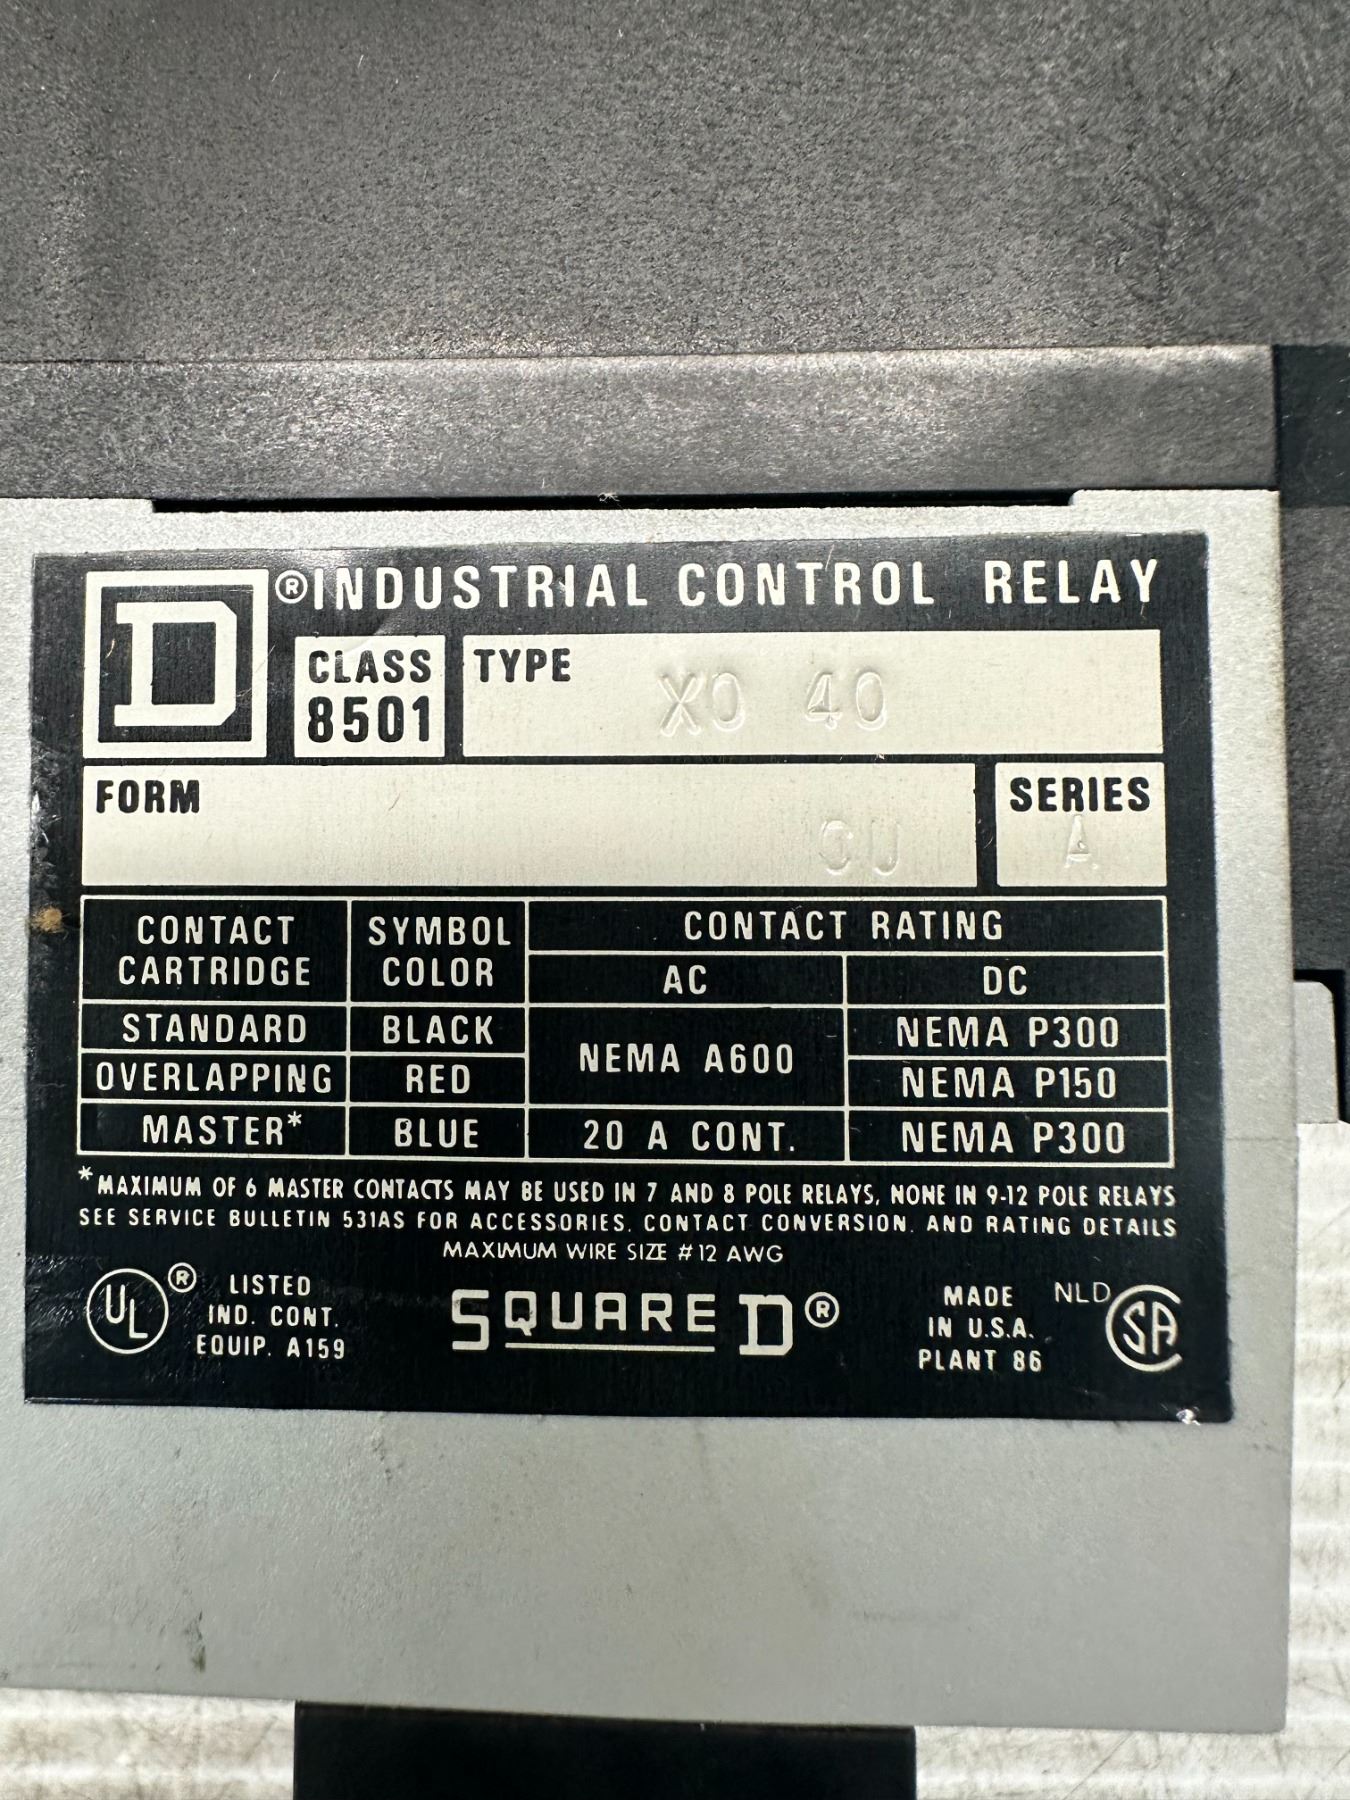 D ® INDUSTRIAL CONTROL RELAY
CLASS 8501
TYPE XO 40
FORM
SERIES A
CONTACT CARTRIDGE SYMBOL COLOR CONTACT RATING
AC DC
STANDARD BLACK NEMA A600 NEMA P300
OVERLAPPING RED NEMA P150
MASTER* BLUE 20 A CONT. NEMA P300
*MAXIMUM OF 6 MASTER CONTACTS MAY BE USED IN 7 AND 8 POLE RELAYS, NONE IN 9-12 POLE RELAYS
SEE SERVICE BULLETIN 531AS FOR ACCESSORIES, CONTACT CONVERSION, AND RATING DETAILS
MAXIMUM WIRE SIZE #12 AWG
UL ® LISTED
IND. CONT.
EQUIP. A159
SQUARE D ®
MADE
IN U.S.A.
PLANT 86
NLD
SA